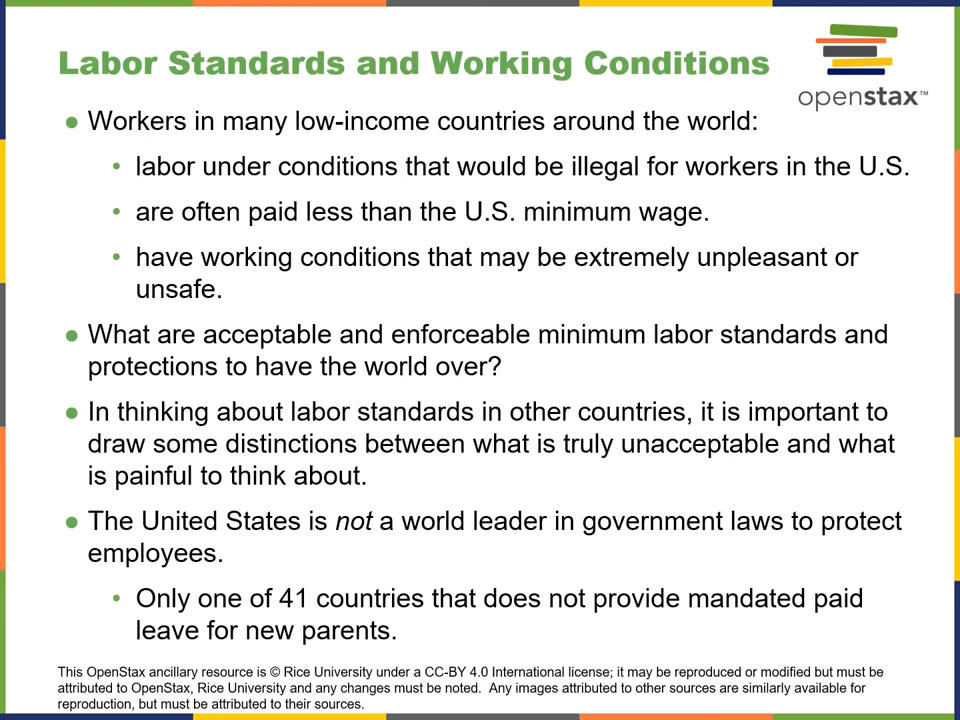 Labor Standards and Working Conditions
openstax™
● Workers in many low-income countries around the world:
• labor under conditions that would be illegal for workers in the U.S.
• are often paid less than the U.S. minimum wage.
• have working conditions that may be extremely unpleasant or
unsafe.
● What are acceptable and enforceable minimum labor standards and
protections to have the world over?
● In thinking about labor standards in other countries, it is important to
draw some distinctions between what is truly unacceptable and what
is painful to think about.
● The United States is not a world leader in government laws to protect
employees.
• Only one of 41 countries that does not provide mandated paid
leave for new parents.
This OpenStax ancillary resource is © Rice University under a CC-BY 4.0 International license; it may be reproduced or modified but must be
attributed to OpenStax, Rice University and any changes must be noted.  Any images attributed to other sources are similarly available for
reproduction, but must be attributed to their sources.